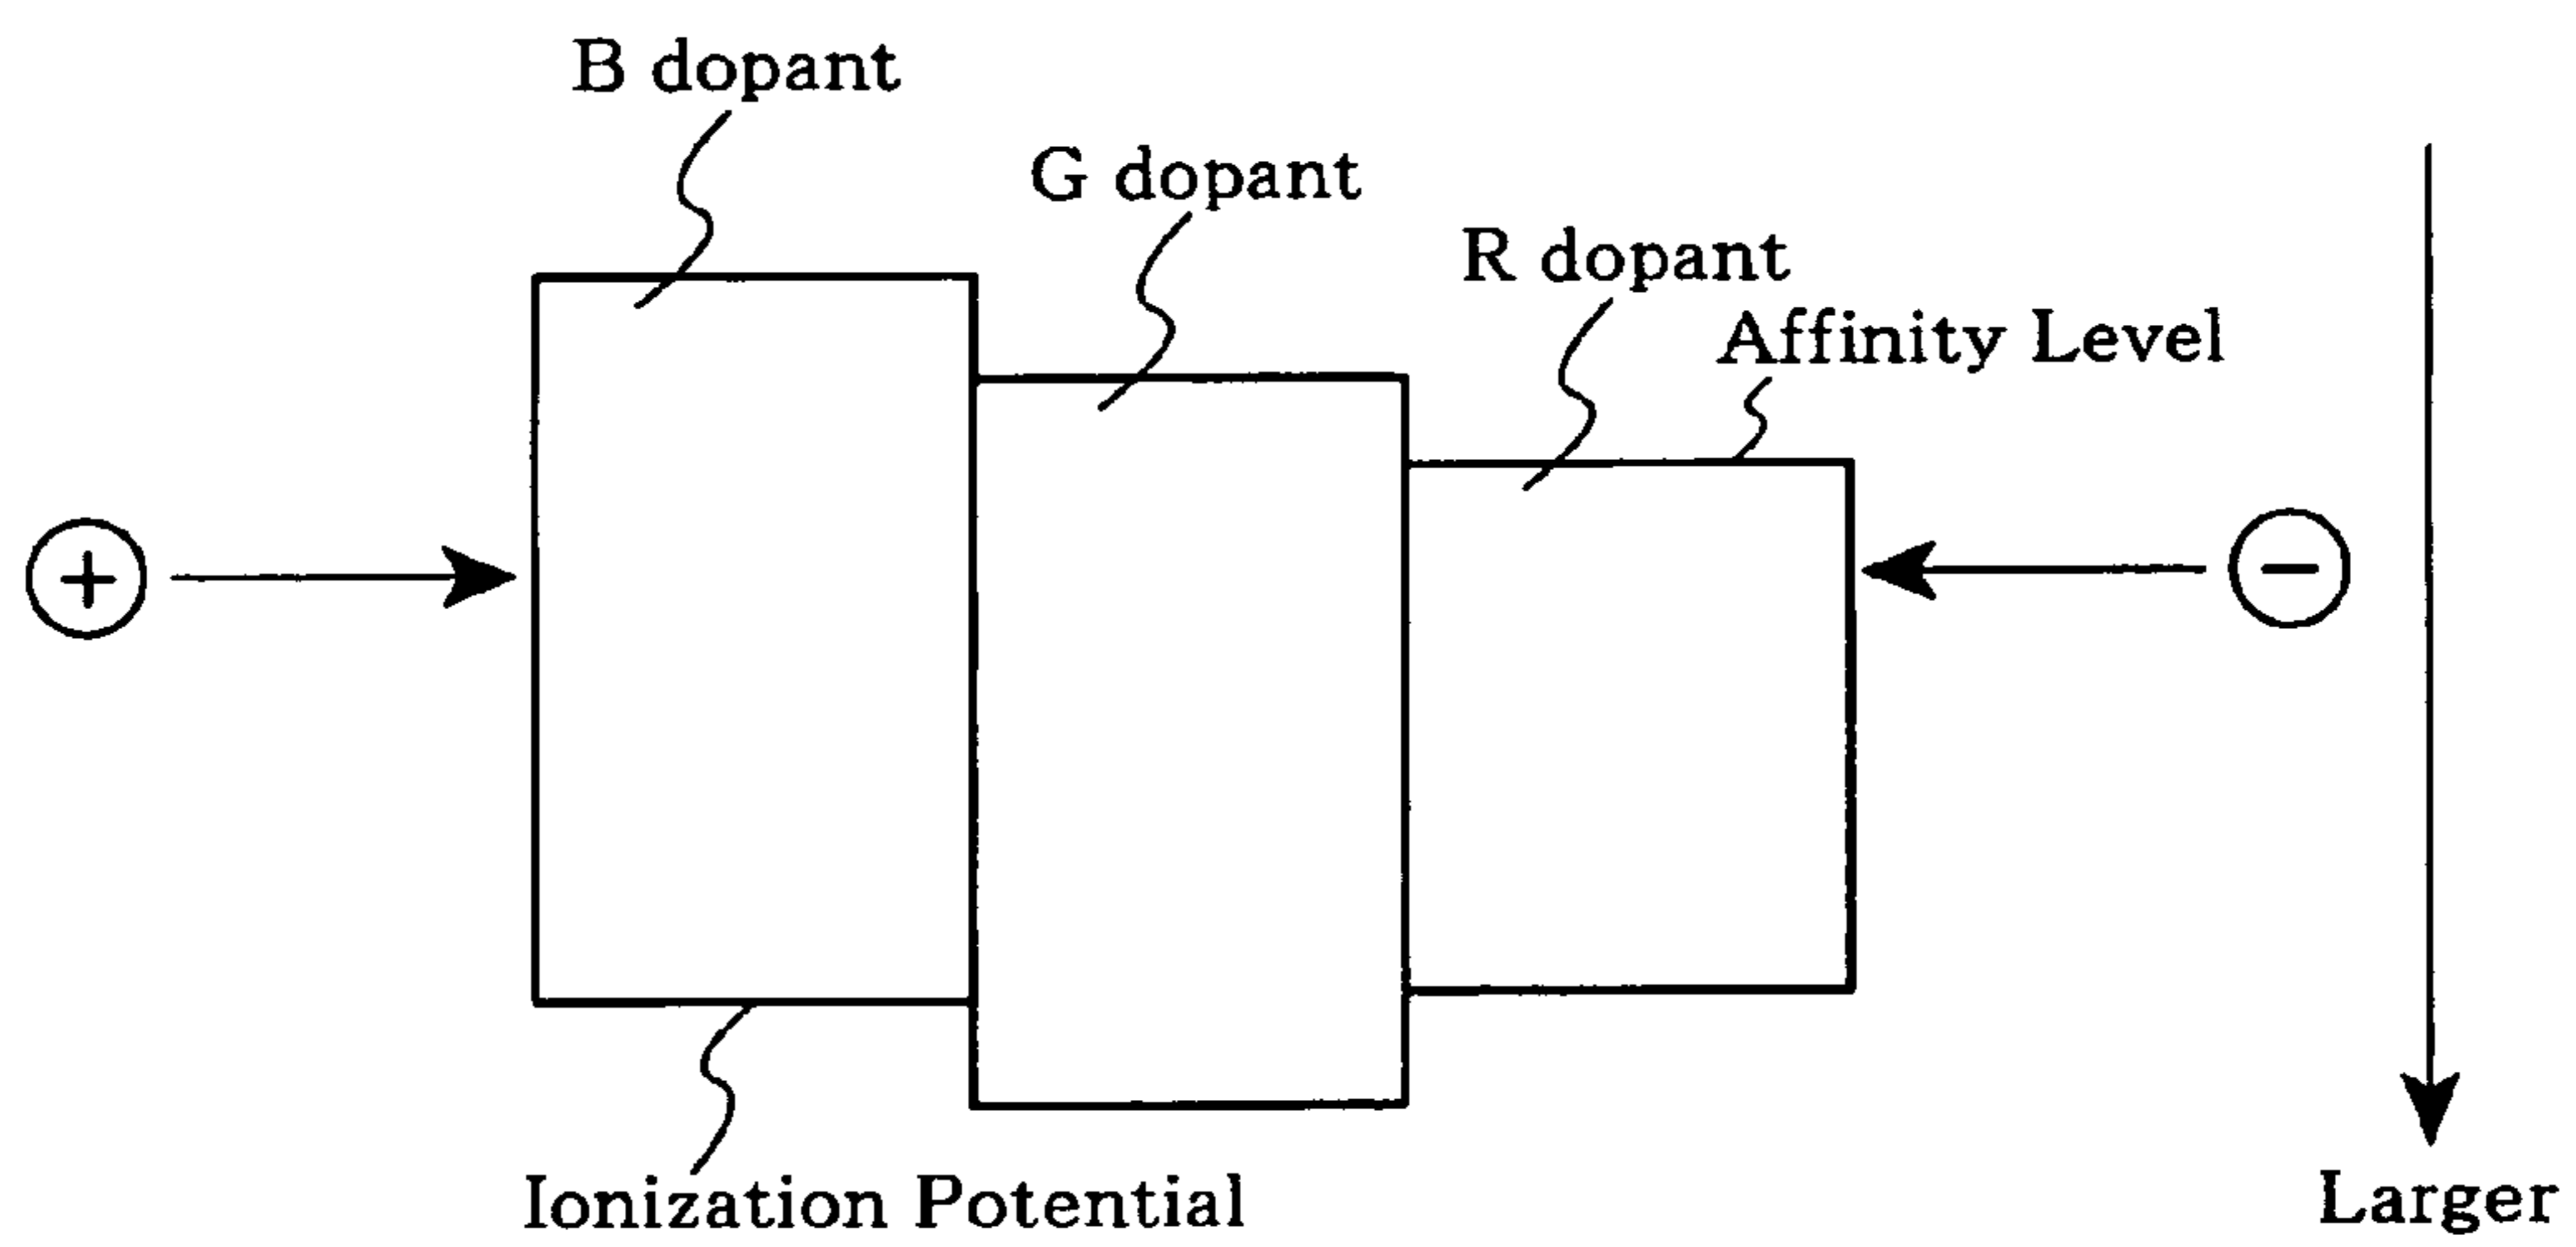 B dopant
G dopant
R dopant
Affinity Level
+
−
Ionization Potential
Larger